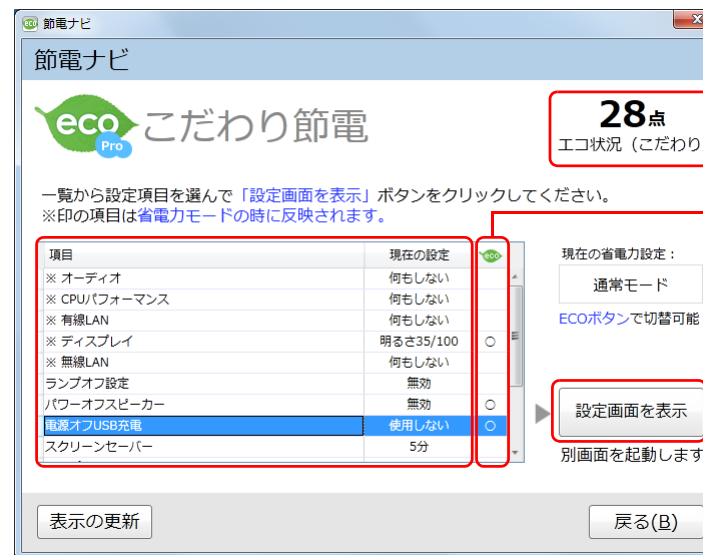 eco 節電ナビ
節電ナビ
eco Pro こだわり節電
28点
エコ状況（こだわり
一覧から設定項目を選んで「設定画面を表示」ボタンをクリックしてください。
※印の項目は省電力モードの時に反映されます。
項目 現在の設定 eco
※ オーディオ 何もしない
※ CPUパフォーマンス 何もしない
※ 有線LAN 何もしない
※ ディスプレイ 明るさ35/100 ○
※ 無線LAN 何もしない
ランプオフ設定 無効
パワーオフスピーカー 無効 ○
電源オフUSB充電 使用しない ○
スクリーンセーバー 5分
現在の省電力設定：
通常モード
ECOボタンで切替可能
設定画面を表示
別画面を起動します
表示の更新
戻る(B)